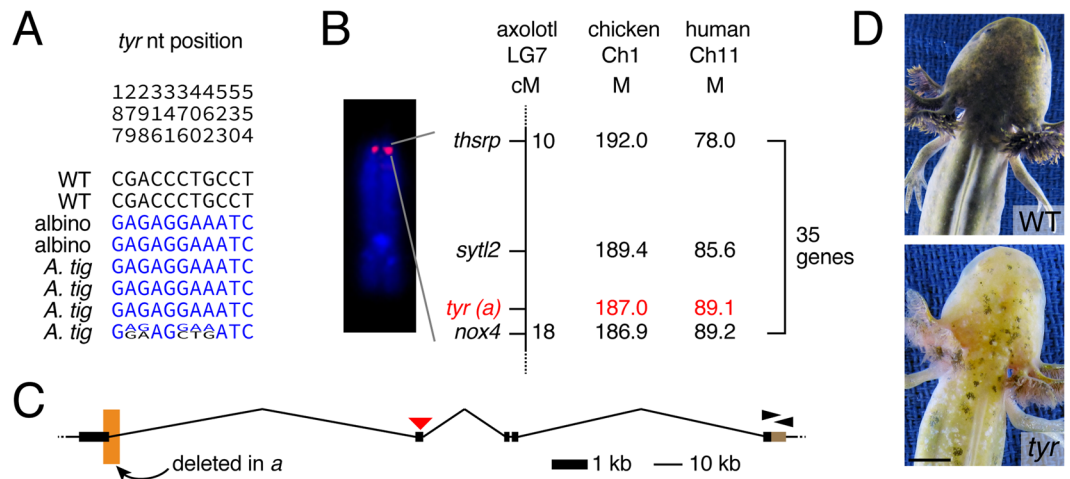 A
tyr nt position
12233344555
87914706235
79861602304
WT CGACCCTGCCT
WT CGACCCTGCCT
albino GAGAGGAAATC
albino GAGAGGAAATC
A. tig GAGAGGAAATC
A. tig GAGAGGAAATC
A. tig GAGAGGAAATC
B
axolotl chicken human
LG7 Ch1 Ch11
cM M M
thsrp 10 192.0 78.0
sytl2 189.4 85.6
tyr (a) 187.0 89.1
nox4 18 186.9 89.2
35
genes
C
deleted in a
1 kb
10 kb
D
WT
tyr